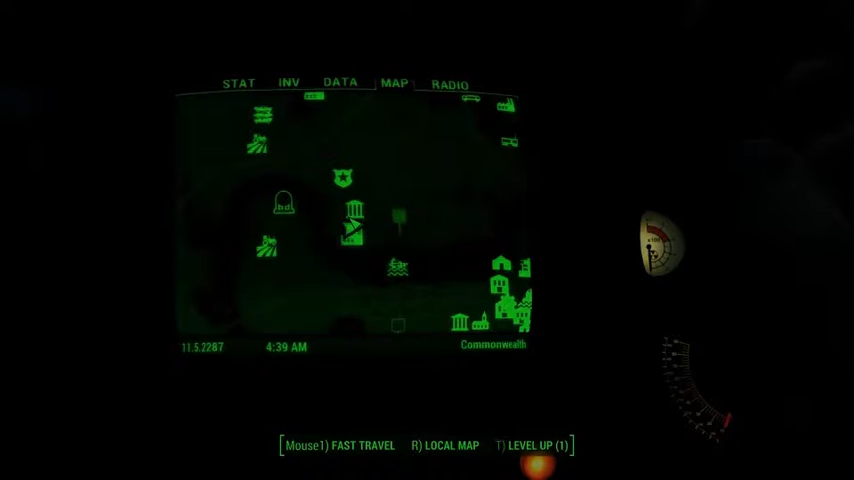 STAT INV DATA MAP RADIO
11.5.2287 4:39 AM Commonwealth
[Mouse1) FAST TRAVEL R) LOCAL MAP T) LEVEL UP (1)]